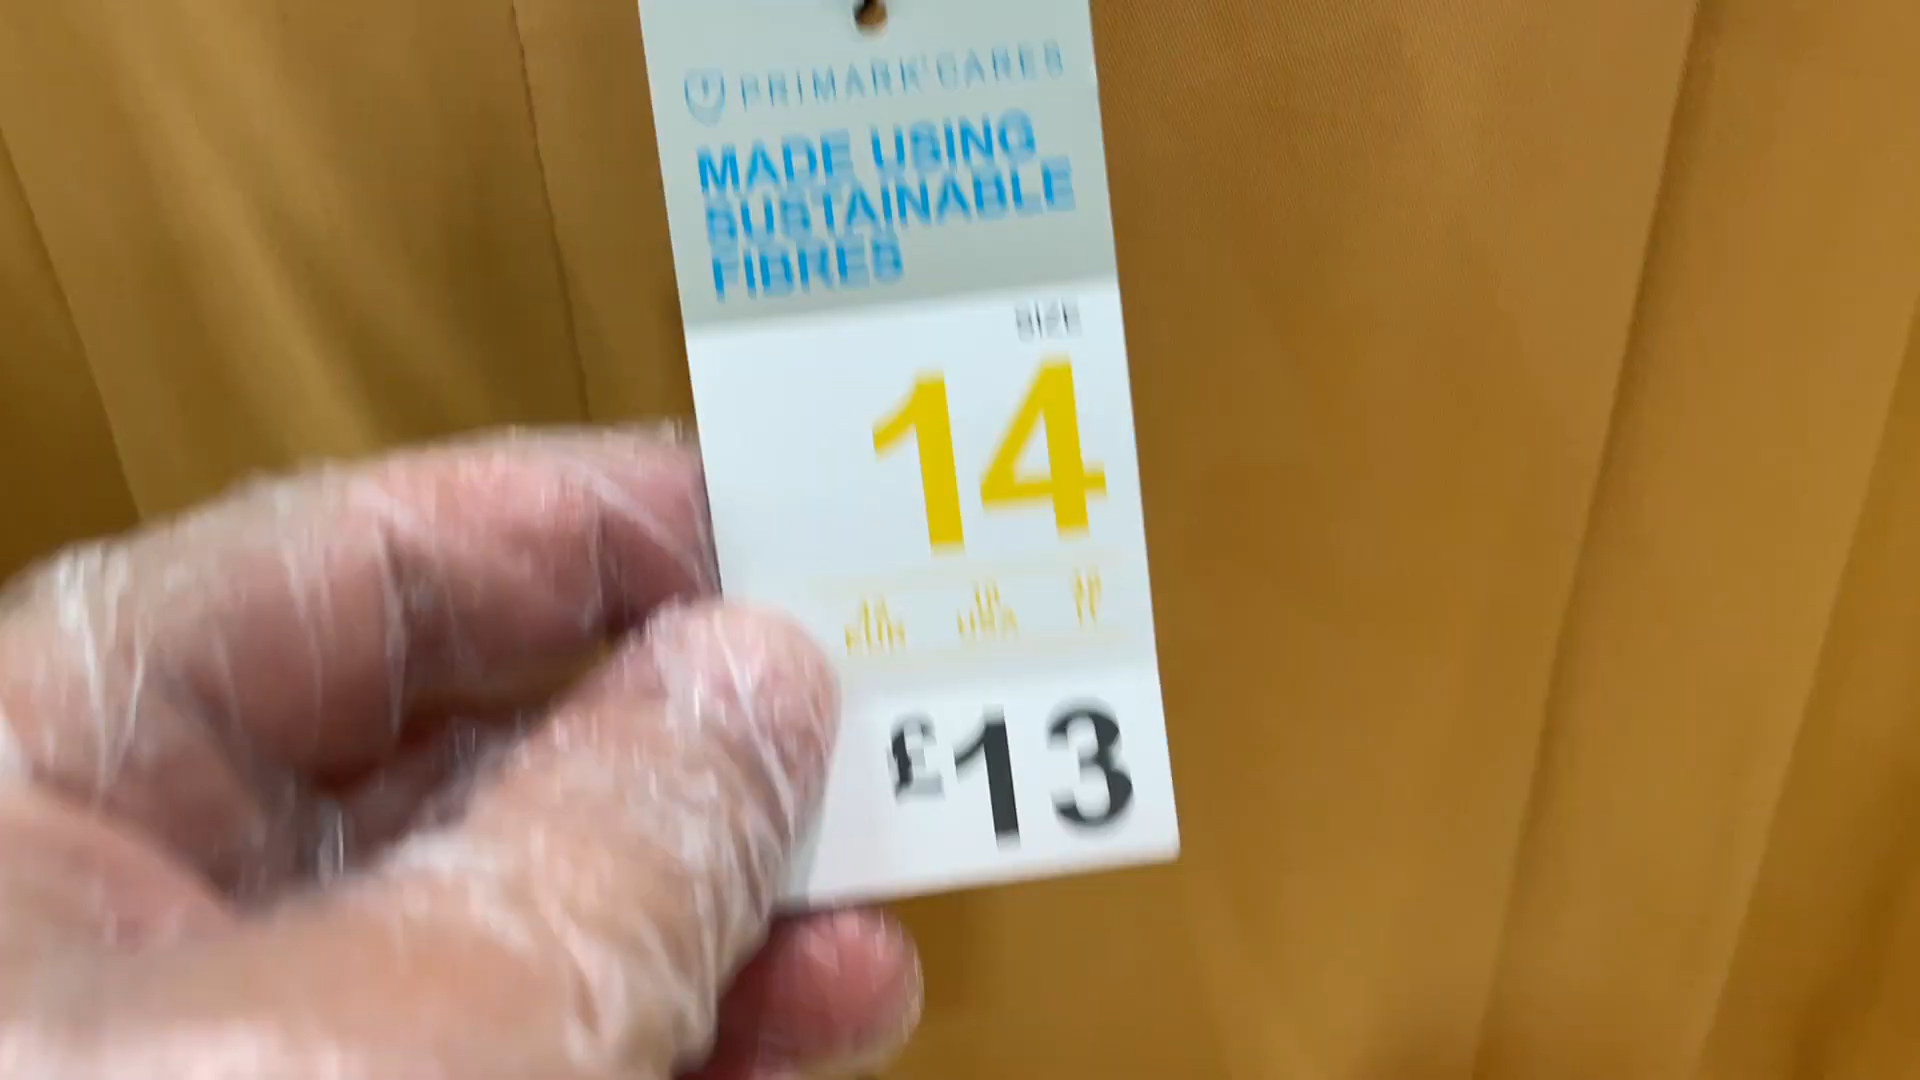 PRIMARK CARES
MADE USING
SUSTAINABLE
FIBRES
SIZE
14
£13